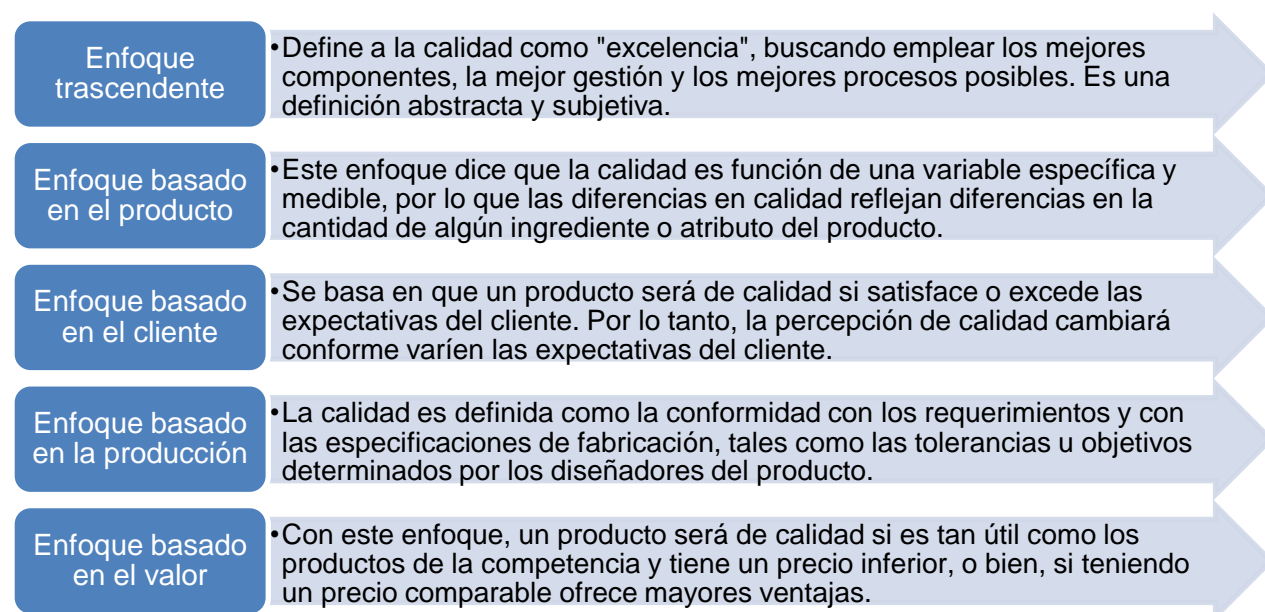 Enfoque
trascendente
•Define a la calidad como "excelencia", buscando emplear los mejores
componentes, la mejor gestión y los mejores procesos posibles. Es una
definición abstracta y subjetiva.
Enfoque basado
en el producto
•Este enfoque dice que la calidad es función de una variable específica y
medible, por lo que las diferencias en calidad reflejan diferencias en la
cantidad de algún ingrediente o atributo del producto.
Enfoque basado
en el cliente
•Se basa en que un producto será de calidad si satisface o excede las
expectativas del cliente. Por lo tanto, la percepción de calidad cambiará
conforme varíen las expectativas del cliente.
Enfoque basado
en la producción
•La calidad es definida como la conformidad con los requerimientos y con
las especificaciones de fabricación, tales como las tolerancias u objetivos
determinados por los diseñadores del producto.
Enfoque basado
en el valor
•Con este enfoque, un producto será de calidad si es tan útil como los
productos de la competencia y tiene un precio inferior, o bien, si teniendo
un precio comparable ofrece mayores ventajas.